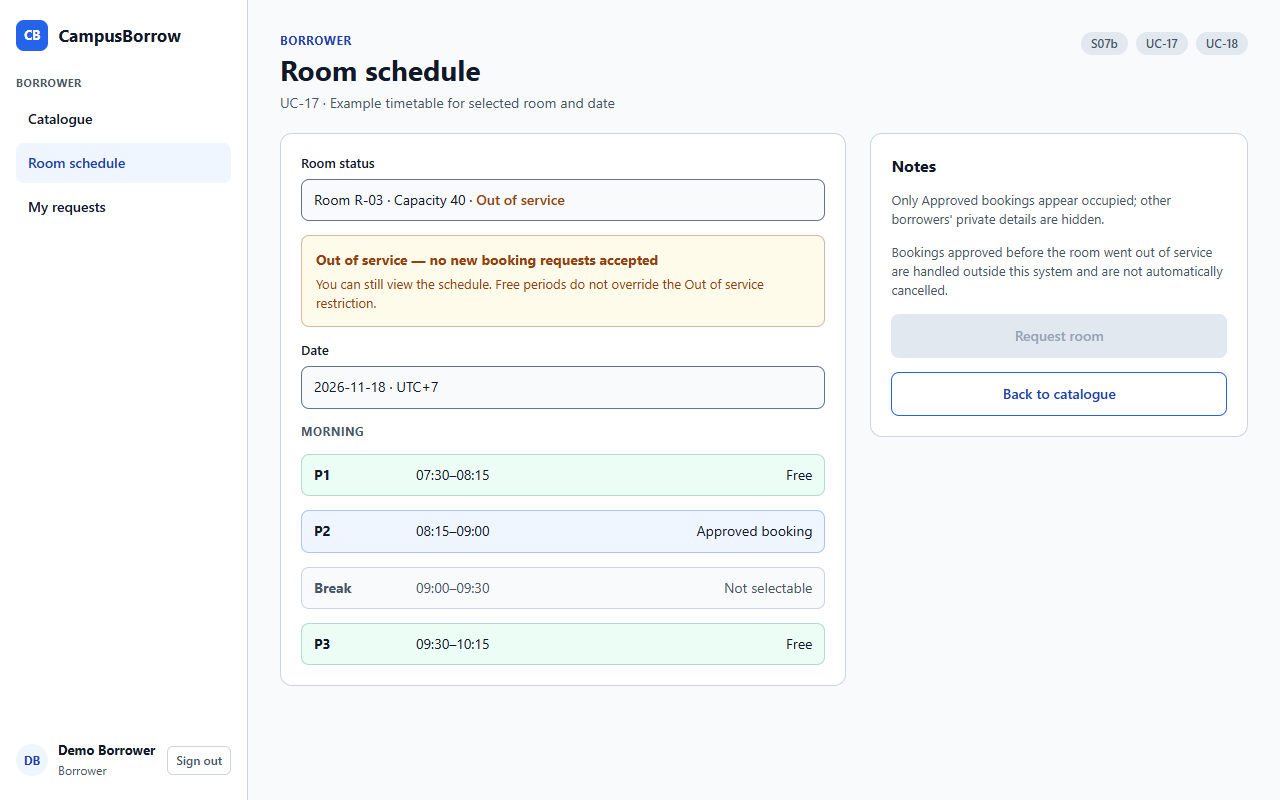 CB CampusBorrow
BORROWER
Catalogue
Room schedule
My requests
DB Demo Borrower
Borrower
Sign out
BORROWER
Room schedule
UC-17 · Example timetable for selected room and date
S07b UC-17 UC-18
Room status
Room R-03 · Capacity 40 · Out of service
Out of service — no new booking requests accepted
You can still view the schedule. Free periods do not override the Out of service
restriction.
Date
2026-11-18 · UTC+7
MORNING
P1 07:30–08:15 Free
P2 08:15–09:00 Approved booking
Break 09:00–09:30 Not selectable
P3 09:30–10:15 Free
Notes
Only Approved bookings appear occupied; other
borrowers' private details are hidden.
Bookings approved before the room went out of service
are handled outside this system and are not automatically
cancelled.
Request room
Back to catalogue